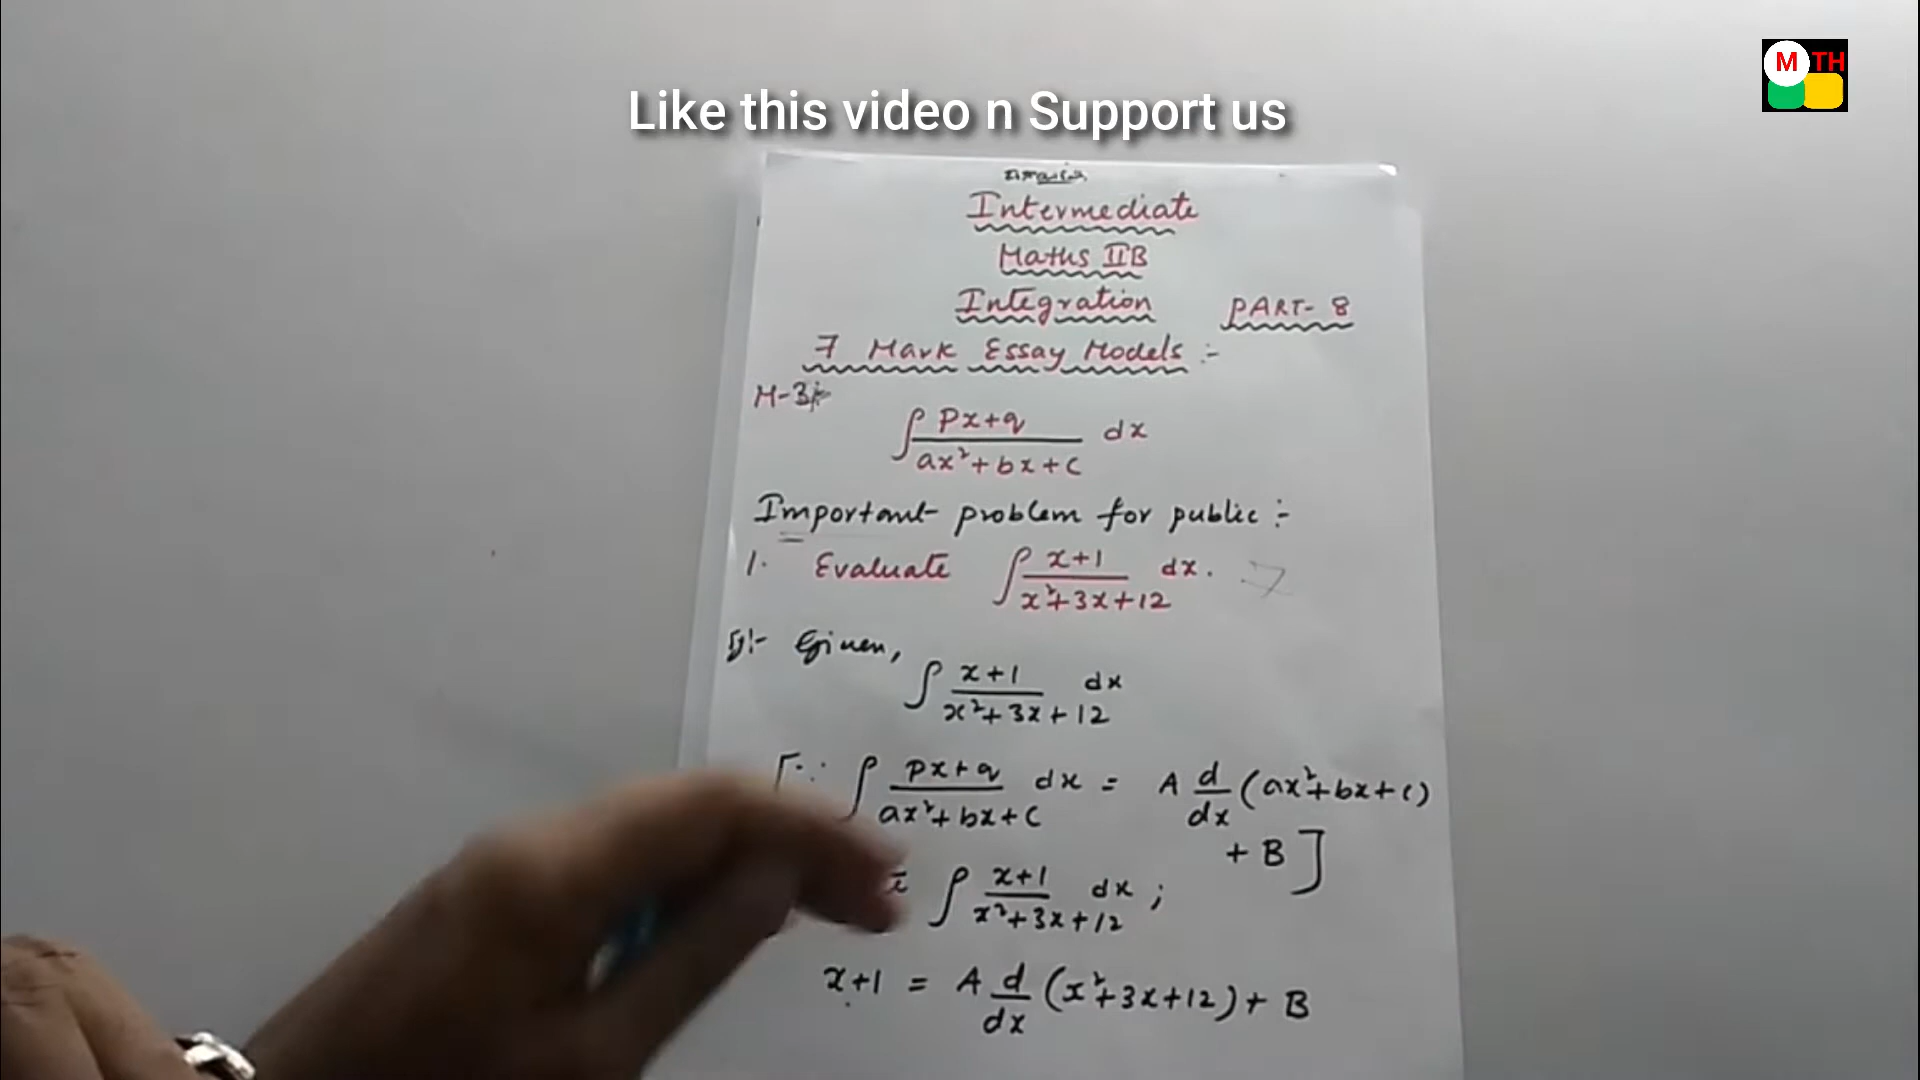 Like this video n Support us
M TH
Intermediate
Maths IIB
Integration PART- 8
7 Mark Essay Models :-
M-3:-
∫ px+q / ax²+bx+c dx
Important problem for public :-
1. Evaluate ∫ x+1 / x²+3x+12 dx.
Given,
∫ x+1 / x²+3x+12 dx
[∵ ∫ px+q / ax²+bx+c dx = A d/dx (ax²+bx+c)
+ B ]
∫ x+1 / x²+3x+12 dx ;
x+1 = A d/dx (x²+3x+12) + B